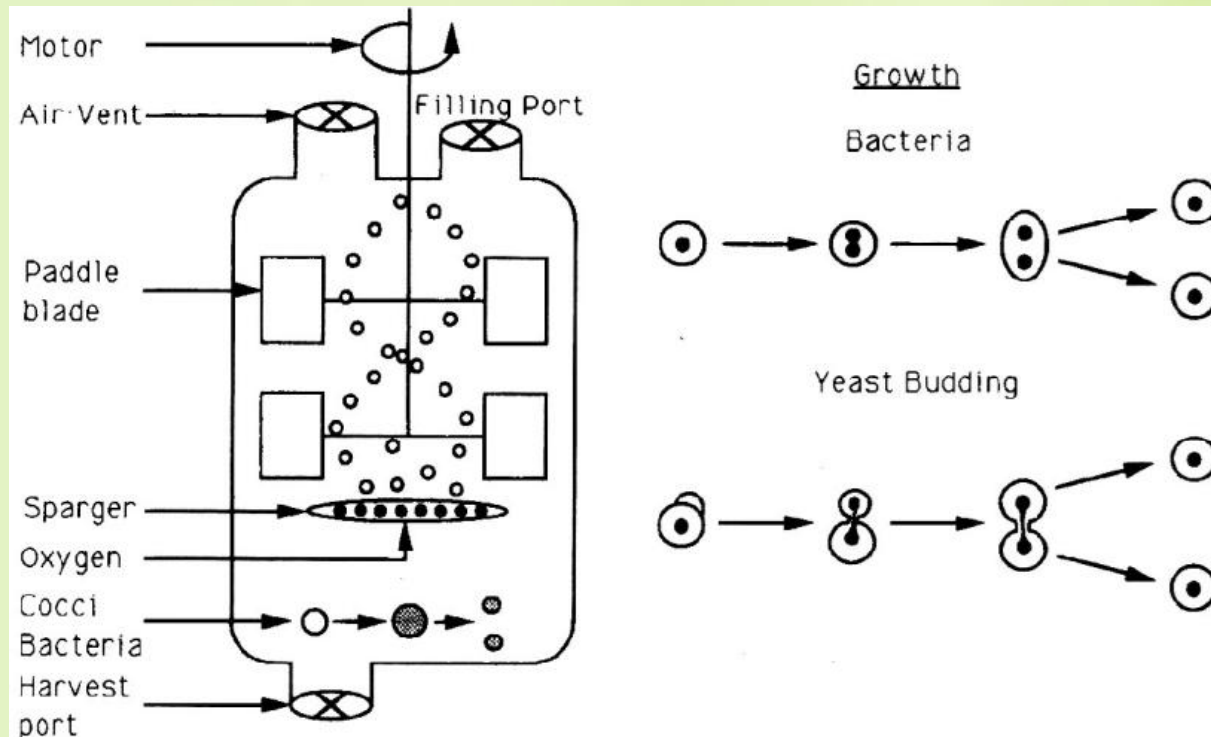 Motor
Air Vent
Filling Port
Paddle
blade
Sparger
Oxygen
Cocci
Bacteria
Harvest
port
Growth
Bacteria
Yeast Budding